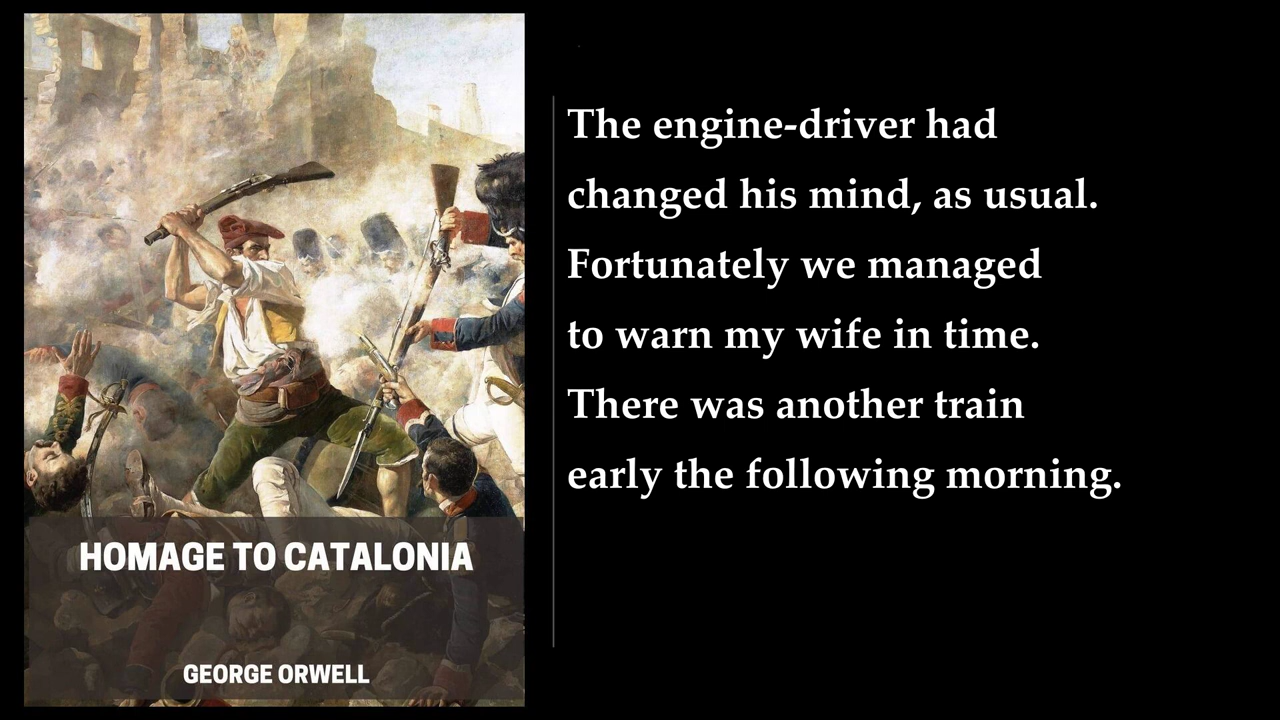 HOMAGE TO CATALONIA
GEORGE ORWELL
The engine-driver had
changed his mind, as usual.
Fortunately we managed
to warn my wife in time.
There was another train
early the following morning.